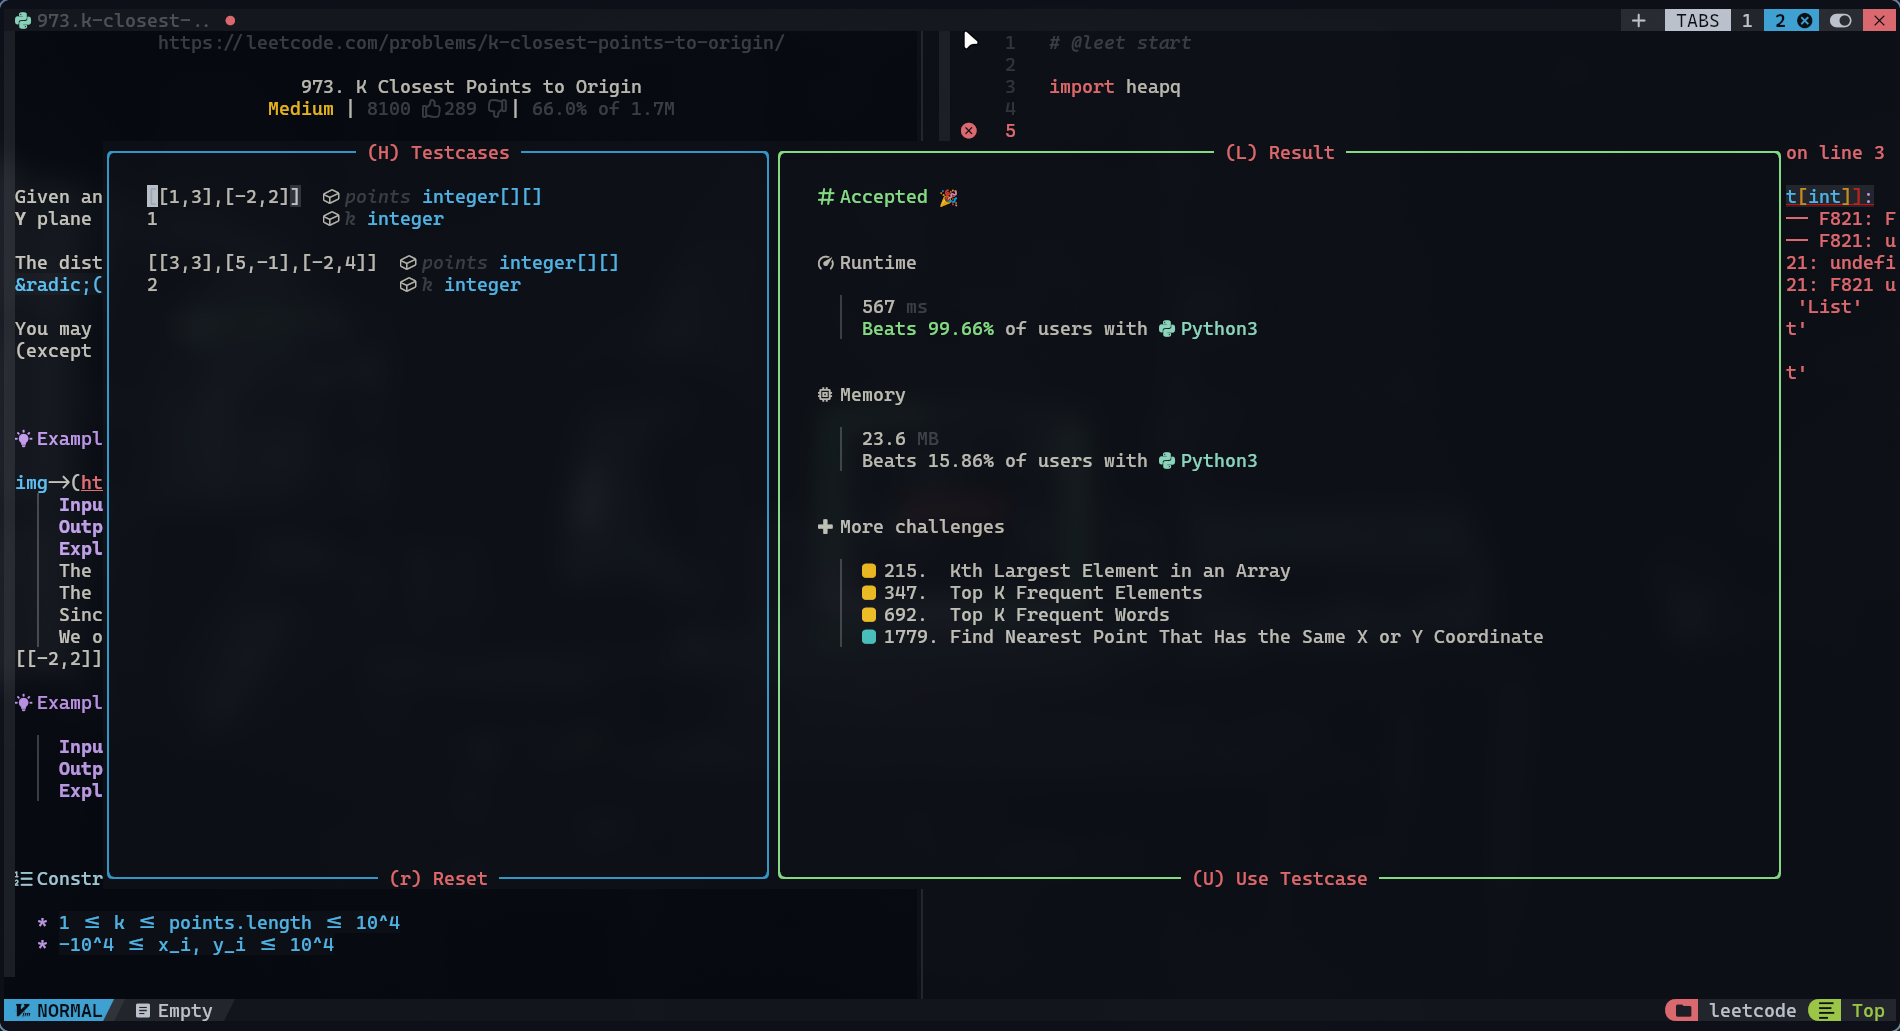 973.k-closest-..
+ TABS 1 2
https://leetcode.com/problems/k-closest-points-to-origin/
973. K Closest Points to Origin
Medium | 8100 289 | 66.0% of 1.7M
Given an
Y plane
The dist
&radic;(
You may
(except
Exampl
img→(ht
Inpu
Outp
Expl
The
The
Sinc
We o
[[-2,2]]
Exampl
Inpu
Outp
Expl
Constr
* 1 ≤ k ≤ points.length ≤ 10^4
* -10^4 ≤ x_i, y_i ≤ 10^4
(H) Testcases
[[1,3],[-2,2]] points integer[][]
1 k integer
[[3,3],[5,-1],[-2,4]] points integer[][]
2 k integer
(r) Reset
1 # @leet start
2
3 import heapq
4
5
(L) Result
# Accepted 🎉
Runtime
567 ms
Beats 99.66% of users with Python3
Memory
23.6 MB
Beats 15.86% of users with Python3
More challenges
215. Kth Largest Element in an Array
347. Top K Frequent Elements
692. Top K Frequent Words
1779. Find Nearest Point That Has the Same X or Y Coordinate
(U) Use Testcase
on line 3
t[int]]:
── F821: F
── F821: u
21: undefi
21: F821 u
'List'
t'
t'
NORMAL Empty
leetcode Top